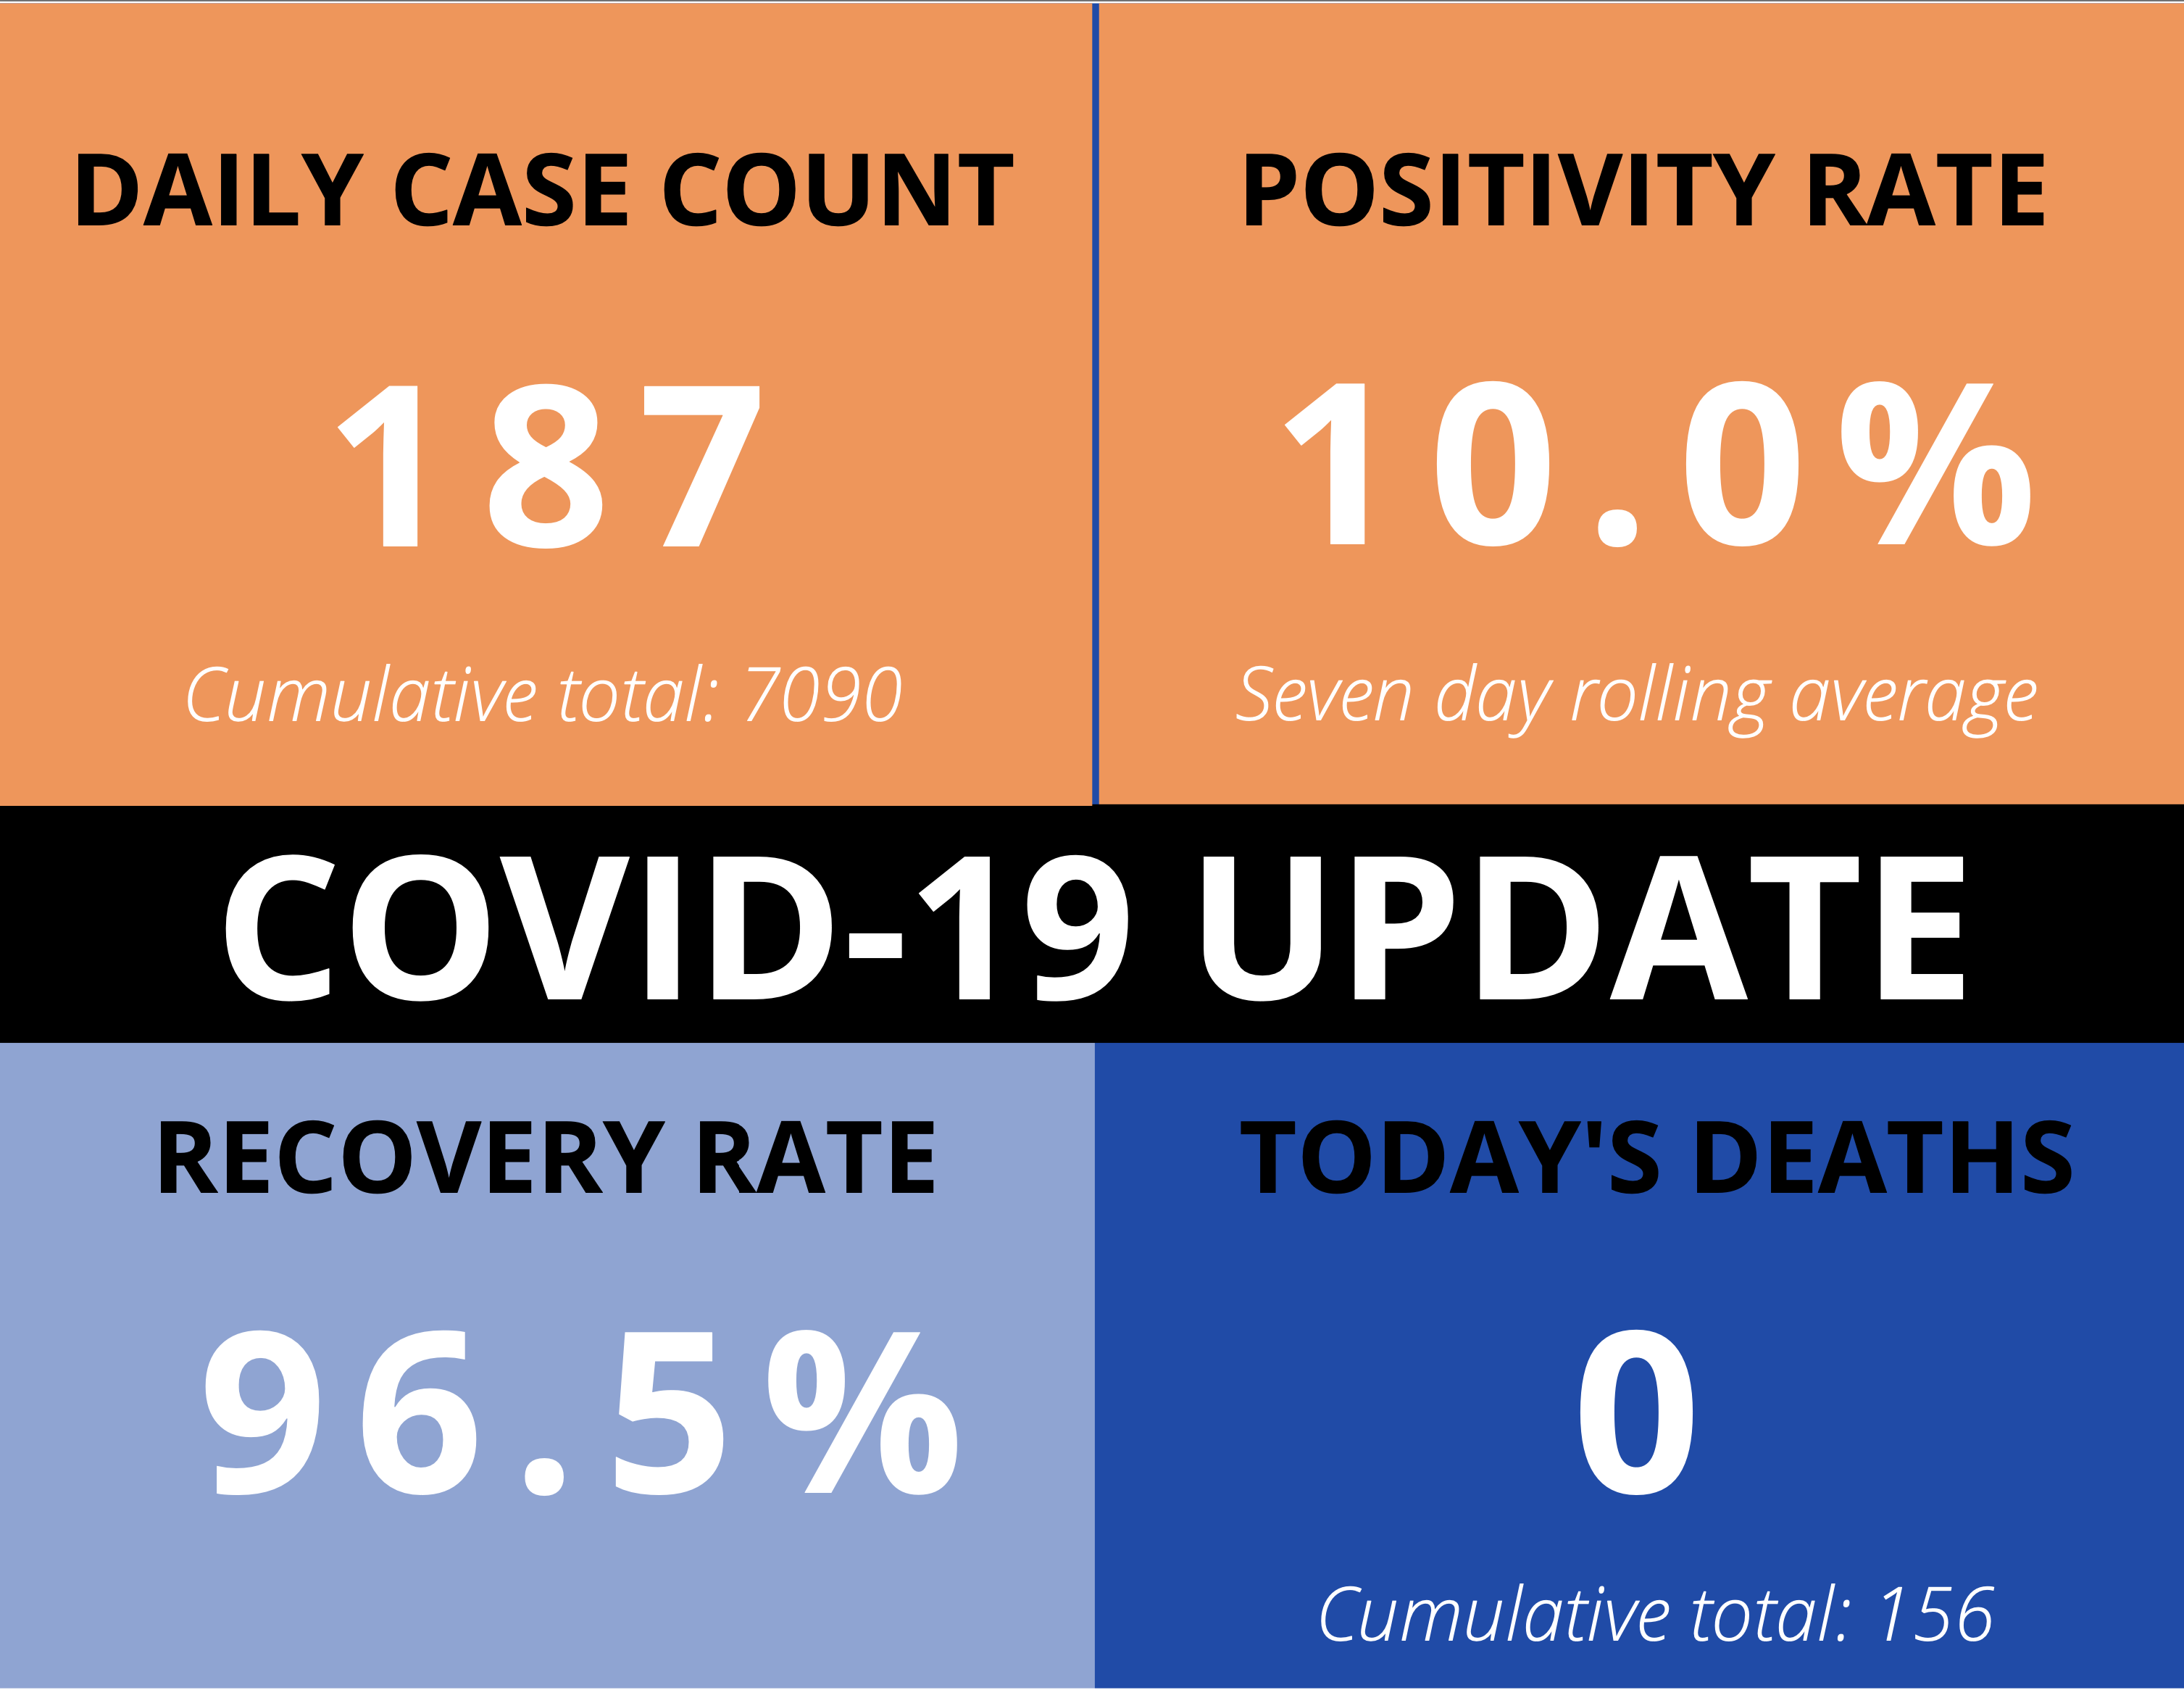 DAILY CASE COUNT
187
Cumulative total: 7090
POSITIVITY RATE
10.0%
Seven day rolling average
COVID-19 UPDATE
RECOVERY RATE
96.5%
TODAY'S DEATHS
0
Cumulative total: 156